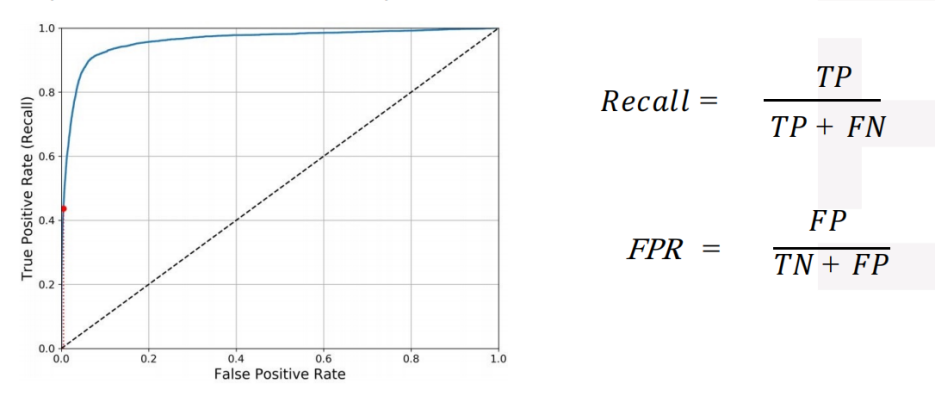 1.0
0.8
0.6
0.4
0.2
0.0
True Positive Rate (Recall)
0.0 0.2 0.4 0.6 0.8 1.0
False Positive Rate
Recall = TP
TP + FN
FPR = FP
TN + FP